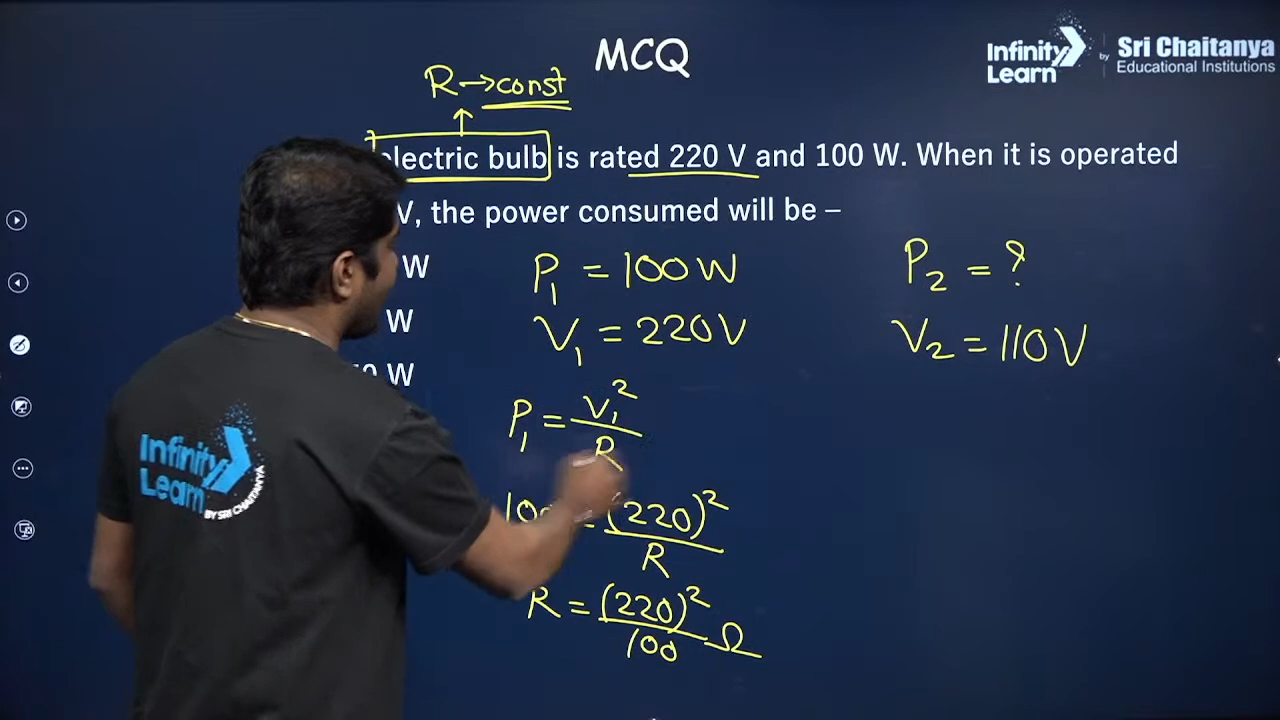 MCQ
Infinity Learn by Sri Chaitanya Educational Institutions
R → const
electric bulb is rated 220 V and 100 W. When it is operated
V, the power consumed will be –
W
W
W
P₁ = 100 W
V₁ = 220 V
P₂ = ?
V₂ = 110 V
P₁ = V₁² / R
= (220)² / R
R = (220)² / 100 Ω
Infinity Learn
BY SRI CHAITANYA